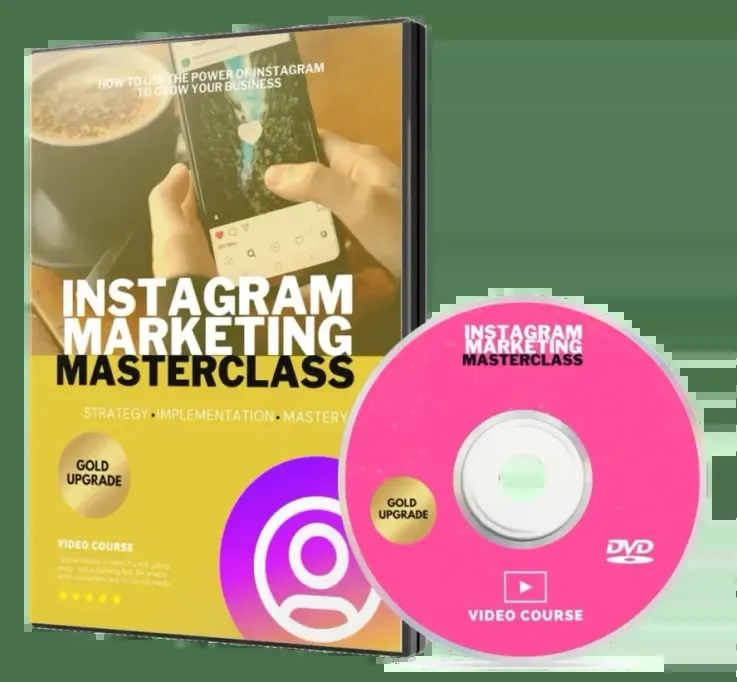 HOW TO USE THE POWER OF INSTAGRAM
TO GROW YOUR BUSINESS
INSTAGRAM
MARKETING
MASTERCLASS
STRATEGY•IMPLEMENTATION•MASTERY
GOLD
UPGRADE
VIDEO COURSE
INSTAGRAM
MARKETING
MASTERCLASS
GOLD
UPGRADE
DVD
VIDEO COURSE